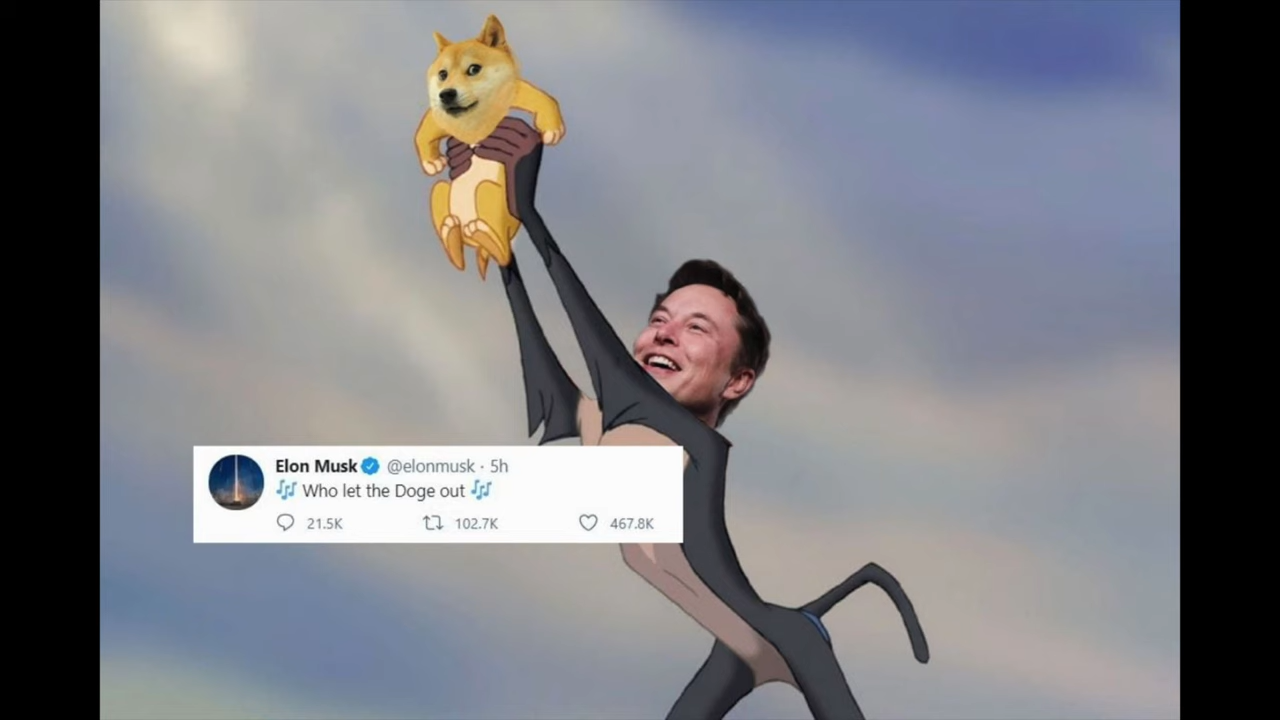 Elon Musk @elonmusk · 5h
🎶 Who let the Doge out 🎶
21.5K 102.7K 467.8K